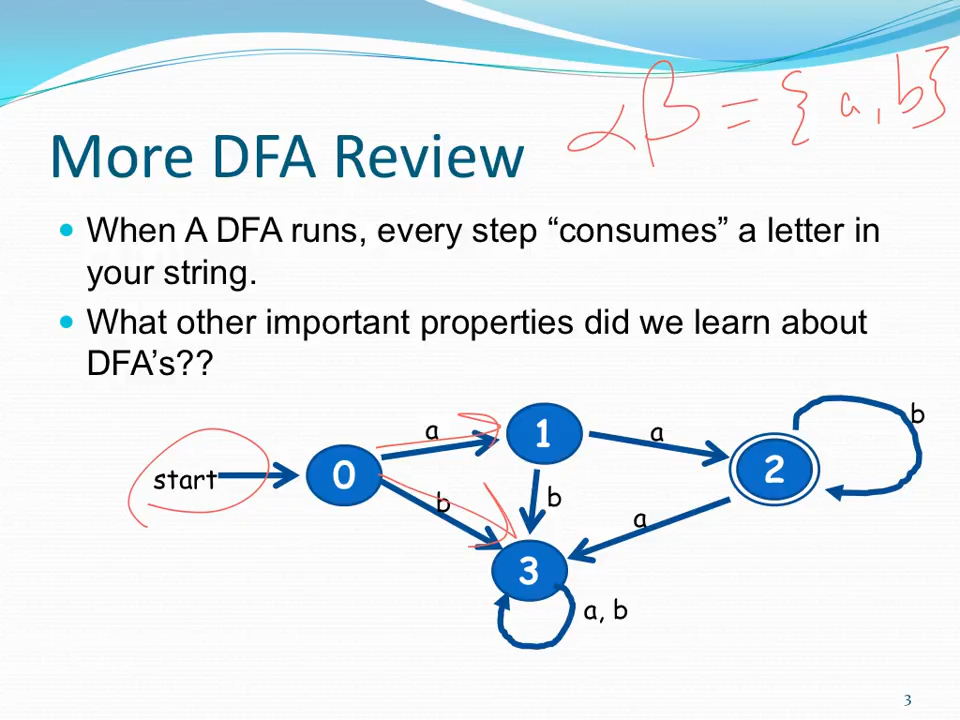 αβ = {a, b}
More DFA Review
When A DFA runs, every step “consumes” a letter in
your string.
What other important properties did we learn about
DFA’s??
b
a
1
a
2
start
0
b
b
a
3
a, b
3